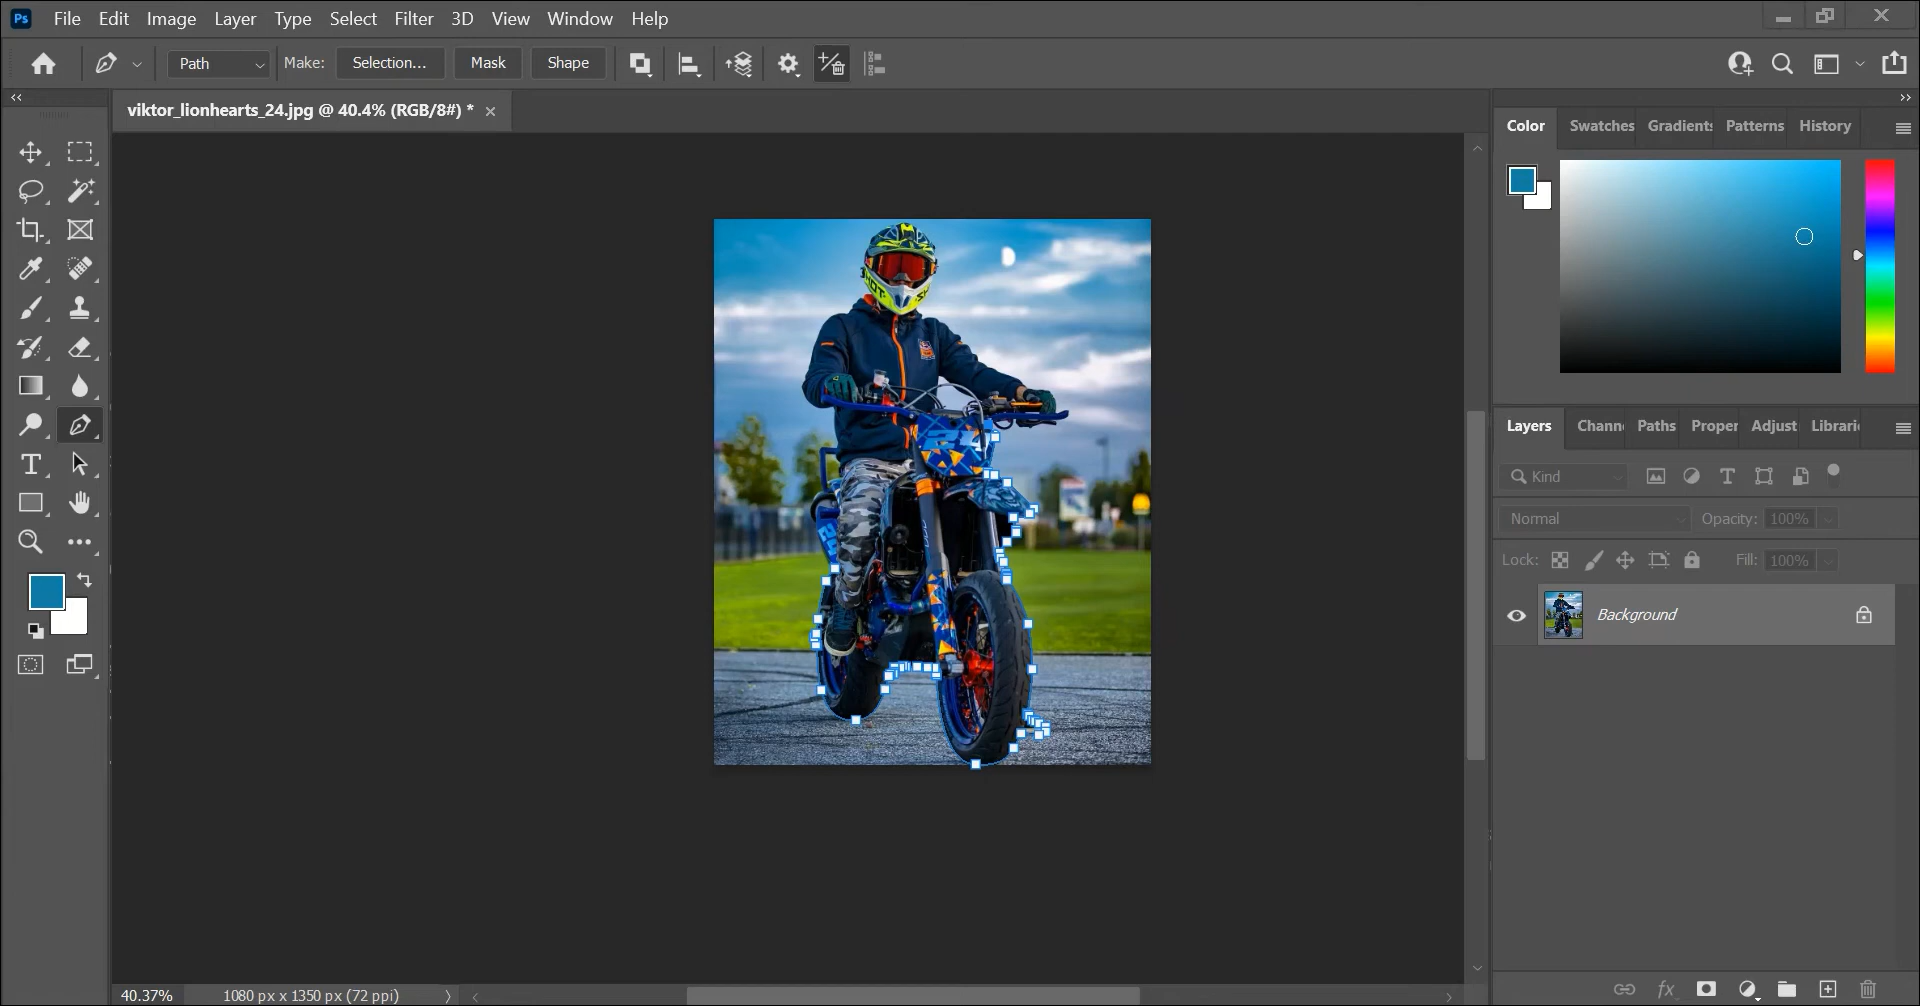 Ps File Edit Image Layer Type Select Filter 3D View Window Help
Path Make: Selection... Mask Shape
viktor_lionhearts_24.jpg @ 40.4% (RGB/8#) *
Color Swatches Gradients Patterns History
Layers Chann Paths Proper Adjust Librari
Kind
Normal Opacity: 100%
Lock: Fill: 100%
Background
40.37% 1080 px x 1350 px (72 ppi)
fx